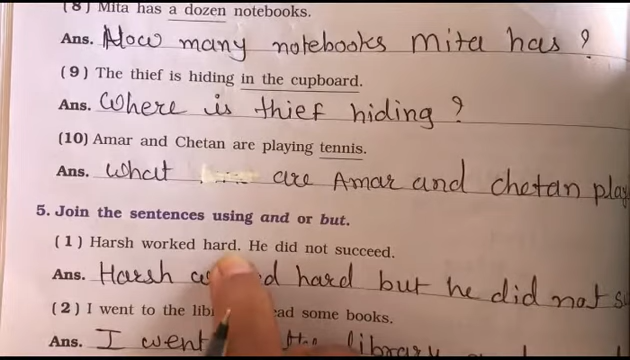 (8) Mita has a dozen notebooks.
Ans. How many notebooks Mita has ?
(9) The thief is hiding in the cupboard.
Ans. Where is thief hiding ?
(10) Amar and Chetan are playing tennis.
Ans. What are Amar and chetan play
5. Join the sentences using and or but.
(1) Harsh worked hard. He did not succeed.
Ans. Harsh hard but he did not s
(2) I went to the some books.
Ans. I went library